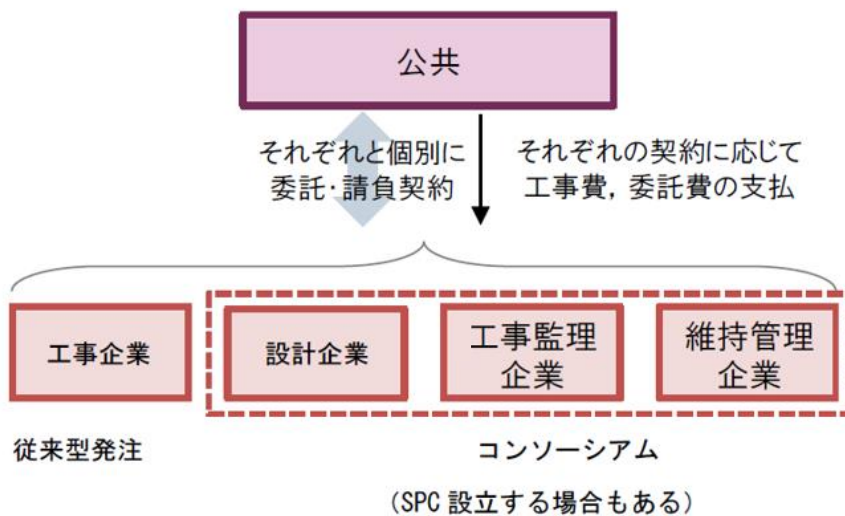 公共
それぞれと個別に
委託・請負契約
それぞれの契約に応じて
工事費，委託費の支払
工事企業
設計企業
工事監理
企業
維持管理
企業
従来型発注
コンソーシアム
（SPC 設立する場合もある）